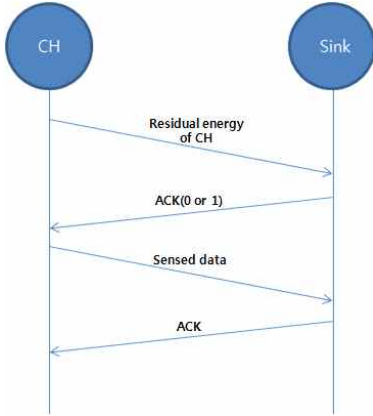 CH
Sink
Residual energy
of CH
ACK(0 or 1)
Sensed data
ACK